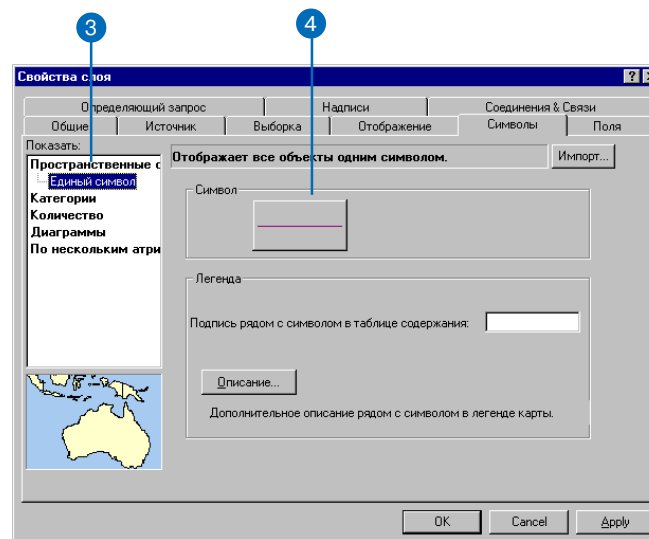 3 4
Свойства слоя
Определяющий запрос Надписи Соединения & Связи
Общие Источник Выборка Отображение Символы Поля
Показать:
Пространственные с
Единый символ
Категории
Количество
Диаграммы
По нескольким атри
Отображает все объекты одним символом.
Импорт...
Символ
Легенда
Подпись рядом с символом в таблице содержания:
Описание...
Дополнительное описание рядом с символом в легенде карты.
OK Cancel Apply